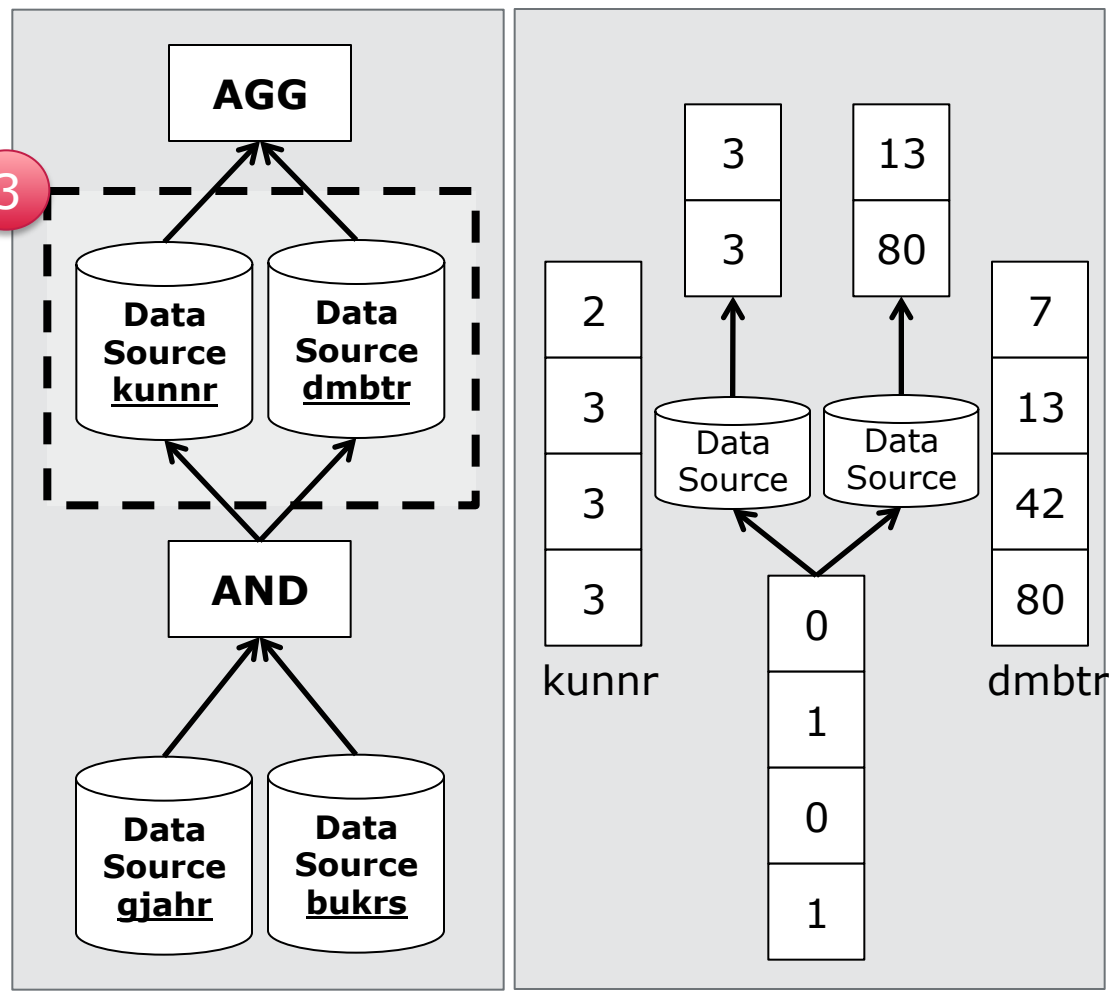 AGG
3
Data
Source
kunnr
Data
Source
dmbtr
AND
Data
Source
gjahr
Data
Source
bukrs
3
3
13
80
2
3
3
3
kunnr
Data
Source
Data
Source
7
13
42
80
dmbtr
0
1
0
1